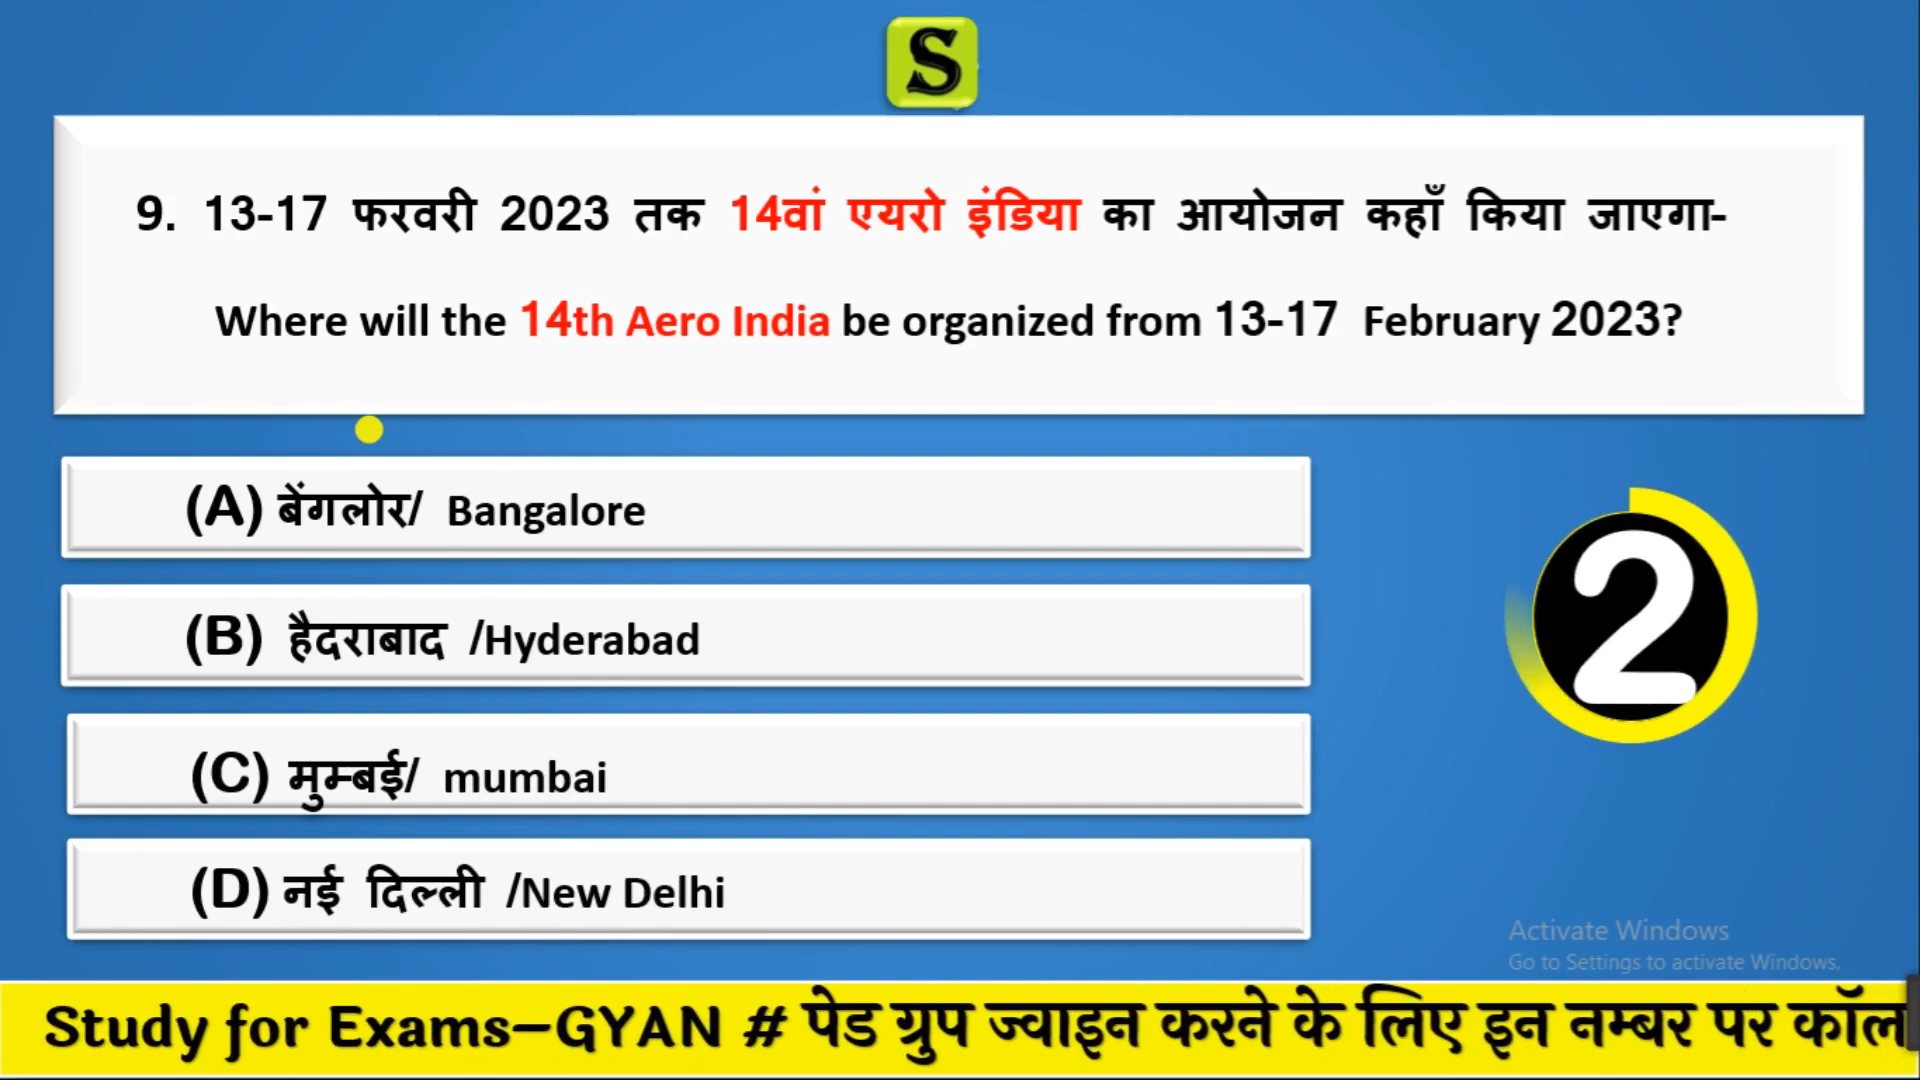 S
9. 13-17 फरवरी 2023 तक 14वां एयरो इंडिया का आयोजन कहाँ किया जाएगा-
Where will the 14th Aero India be organized from 13-17 February 2023?
(A) बेंगलोर/ Bangalore
(B) हैदराबाद /Hyderabad
(C) मुम्बई/ mumbai
(D) नई दिल्ली /New Delhi
2
Activate Windows
Go to Settings to activate Windows.
Study for Exams–GYAN # पेड ग्रुप ज्वाइन करने के लिए इन नम्बर पर कॉल